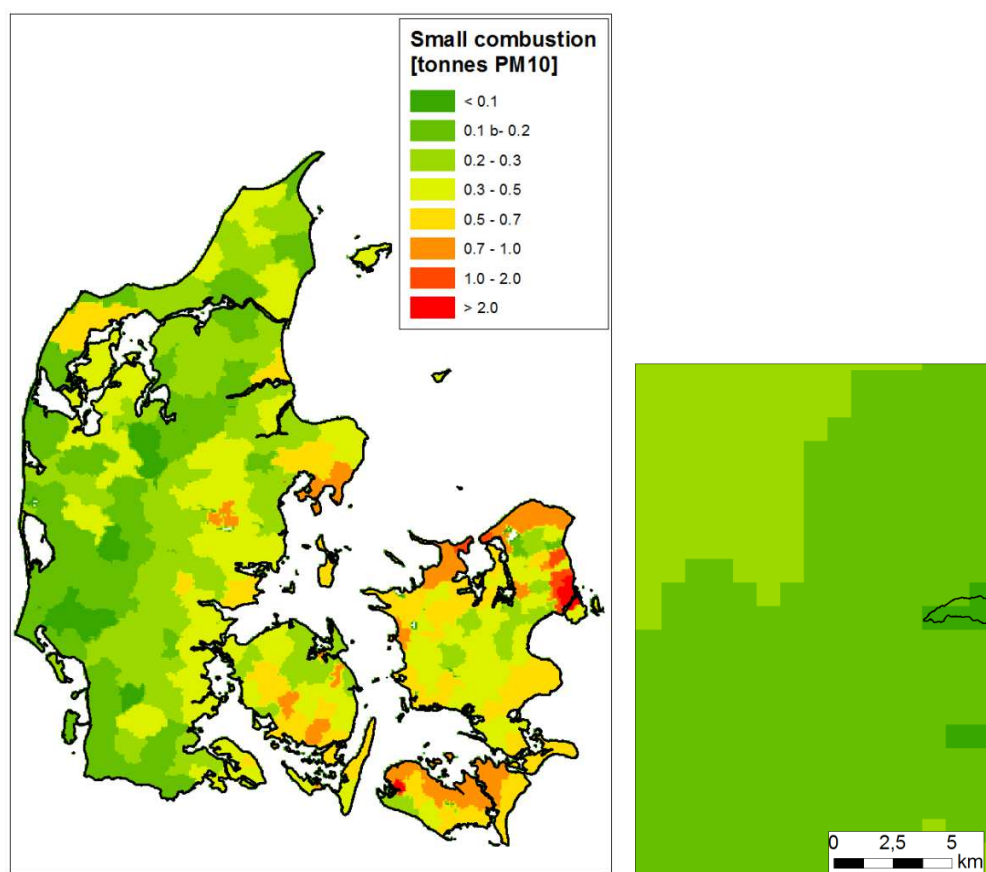 Small combustion
[tonnes PM10]
< 0.1
0.1 b- 0.2
0.2 - 0.3
0.3 - 0.5
0.5 - 0.7
0.7 - 1.0
1.0 - 2.0
> 2.0
0 2,5 5
km